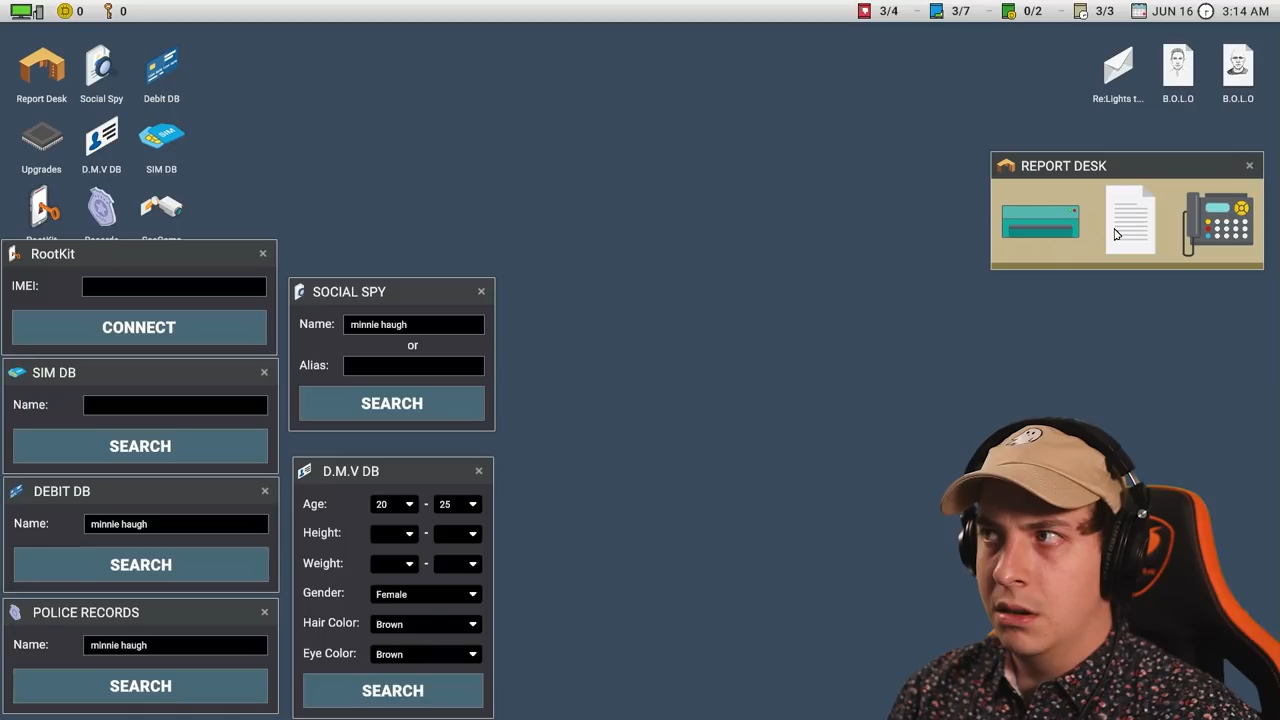 0
0
3/4
3/7
0/2
3/3
JUN 16
3:14 AM
Report Desk
Social Spy
Debit DB
Re:Lights t...
B.O.L.O
B.O.L.O
Upgrades
D.M.V DB
SIM DB
SIM
REPORT DESK
RootKit
IMEI:
CONNECT
SOCIAL SPY
Name: minnie haugh
or
Alias:
SEARCH
SIM DB
Name:
SEARCH
DEBIT DB
Name: minnie haugh
SEARCH
D.M.V DB
Age: 20 - 25
Height: -
Weight: -
Gender: Female
Hair Color: Brown
Eye Color: Brown
SEARCH
POLICE RECORDS
Name: minnie haugh
SEARCH